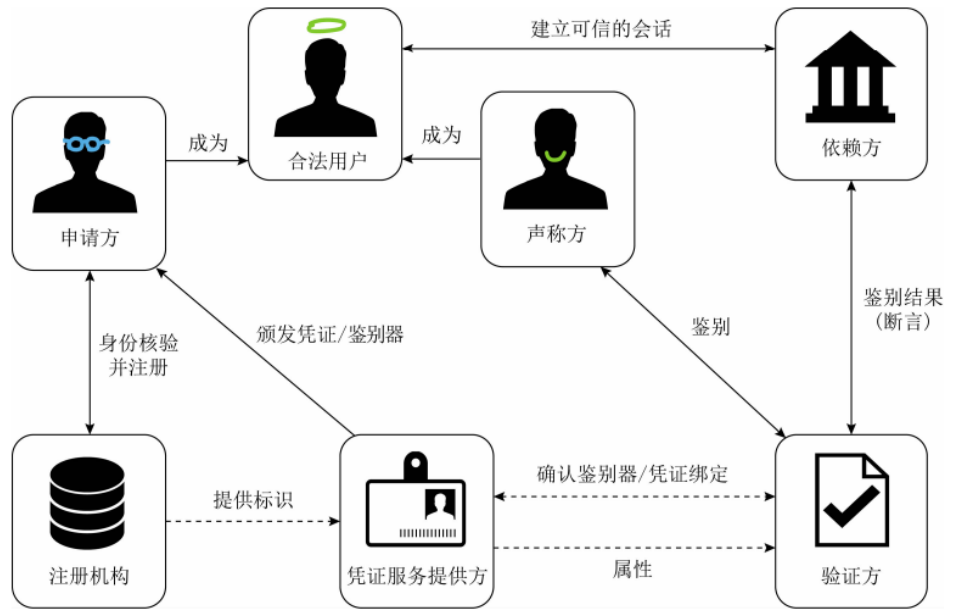 建立可信的会话
成为
合法用户
成为
依赖方
申请方
声称方
身份核验
并注册
颁发凭证/鉴别器
鉴别
鉴别结果
(断言)
提供标识
确认鉴别器/凭证绑定
属性
注册机构
凭证服务提供方
验证方